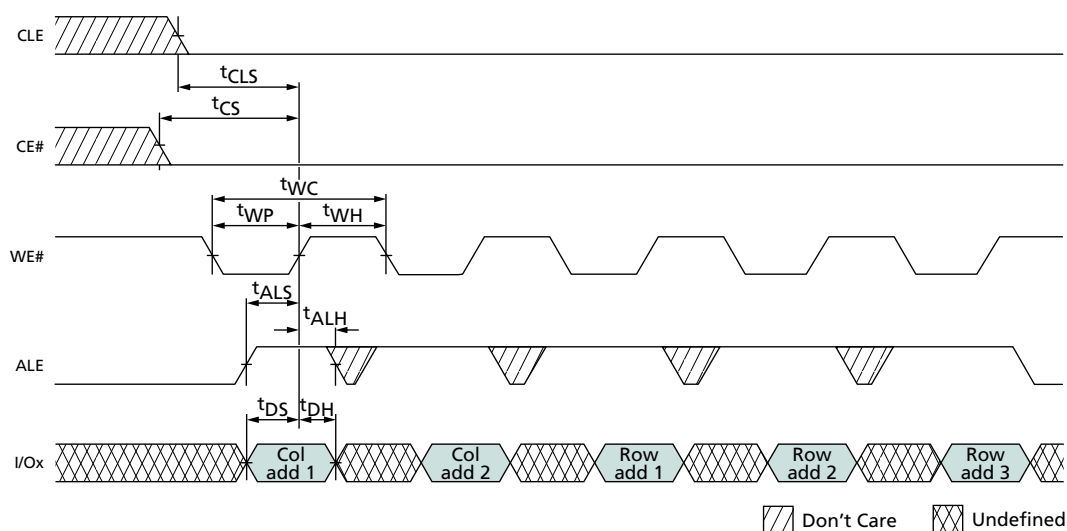 CLE
tCLS
tCS
CE#
tWC
tWP
tWH
WE#
tALS
tALH
ALE
tDS
tDH
I/Ox
Col add 1
Col add 2
Row add 1
Row add 2
Row add 3
Don't Care
Undefined